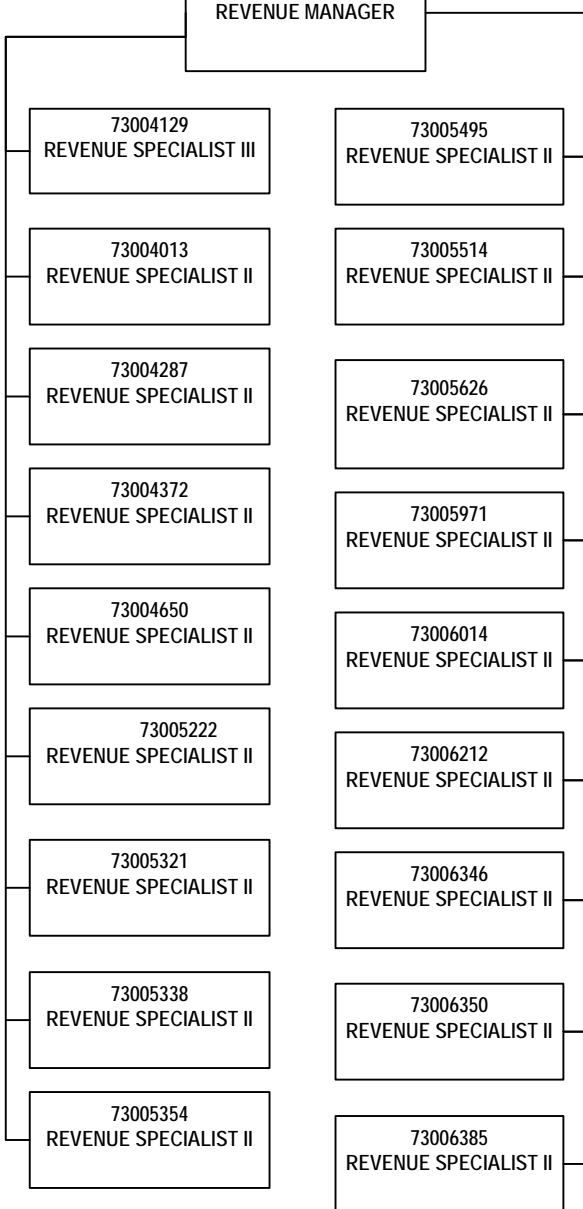 REVENUE MANAGER
73004129
REVENUE SPECIALIST III
73004013
REVENUE SPECIALIST II
73004287
REVENUE SPECIALIST II
73004372
REVENUE SPECIALIST II
73004650
REVENUE SPECIALIST II
73005222
REVENUE SPECIALIST II
73005321
REVENUE SPECIALIST II
73005338
REVENUE SPECIALIST II
73005354
REVENUE SPECIALIST II
73005495
REVENUE SPECIALIST II
73005514
REVENUE SPECIALIST II
73005626
REVENUE SPECIALIST II
73005971
REVENUE SPECIALIST II
73006014
REVENUE SPECIALIST II
73006212
REVENUE SPECIALIST II
73006346
REVENUE SPECIALIST II
73006350
REVENUE SPECIALIST II
73006385
REVENUE SPECIALIST II